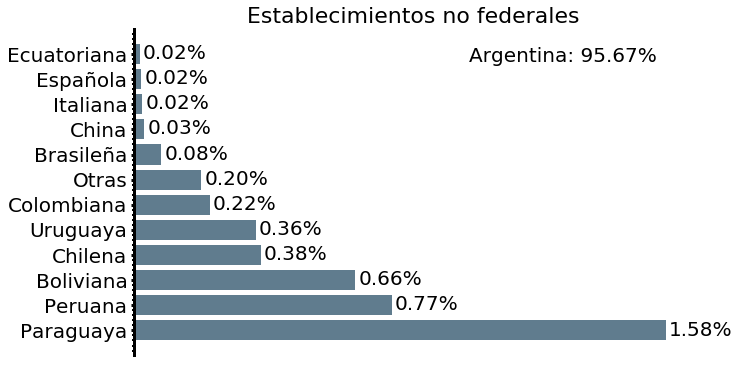 Establecimientos no federales
Argentina: 95.67%
Ecuatoriana 0.02%
Española 0.02%
Italiana 0.02%
China 0.03%
Brasileña 0.08%
Otras 0.20%
Colombiana 0.22%
Uruguaya 0.36%
Chilena 0.38%
Boliviana 0.66%
Peruana 0.77%
Paraguaya 1.58%